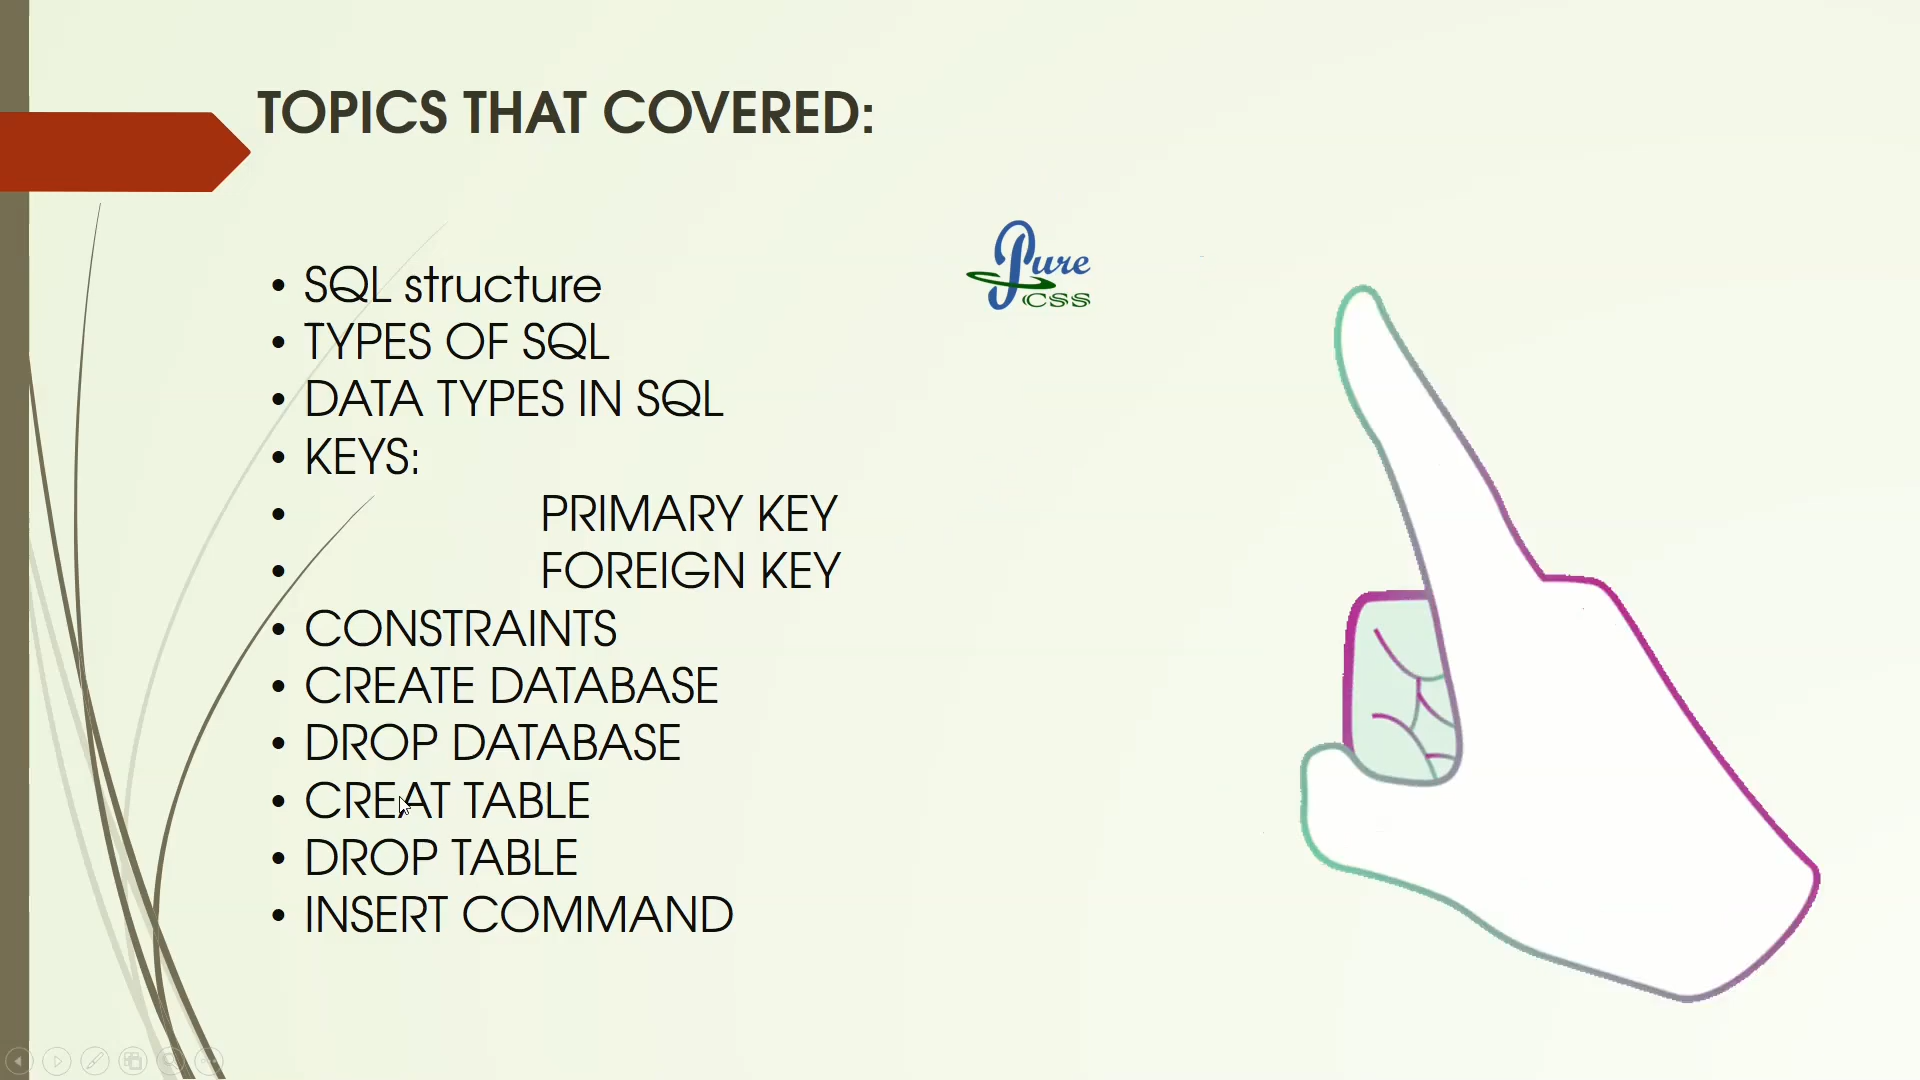 TOPICS THAT COVERED:
Pure
CSS
• SQL structure
• TYPES OF SQL
• DATA TYPES IN SQL
• KEYS:
• PRIMARY KEY
• FOREIGN KEY
• CONSTRAINTS
• CREATE DATABASE
• DROP DATABASE
• CREAT TABLE
• DROP TABLE
• INSERT COMMAND